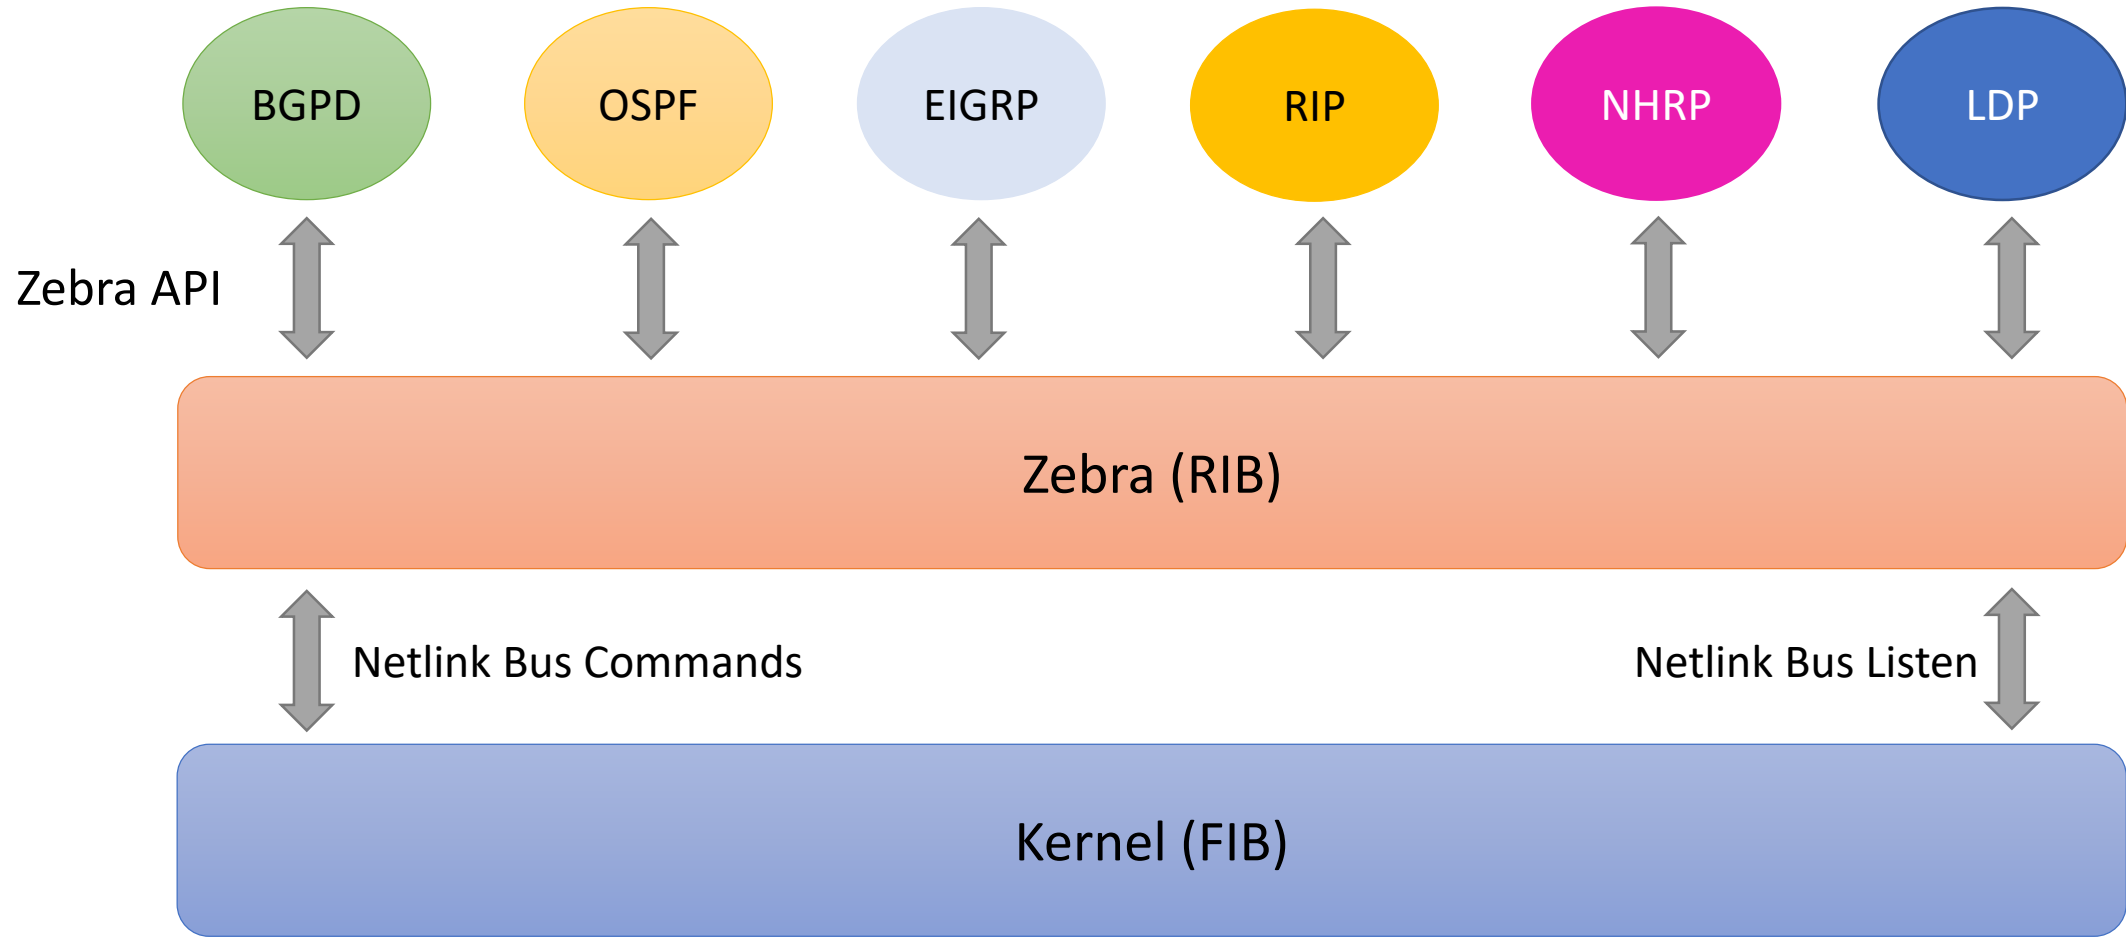 BGPD
OSPF
EIGRP
RIP
NHRP
LDP
Zebra API
Zebra (RIB)
Netlink Bus Commands
Netlink Bus Listen
Kernel (FIB)